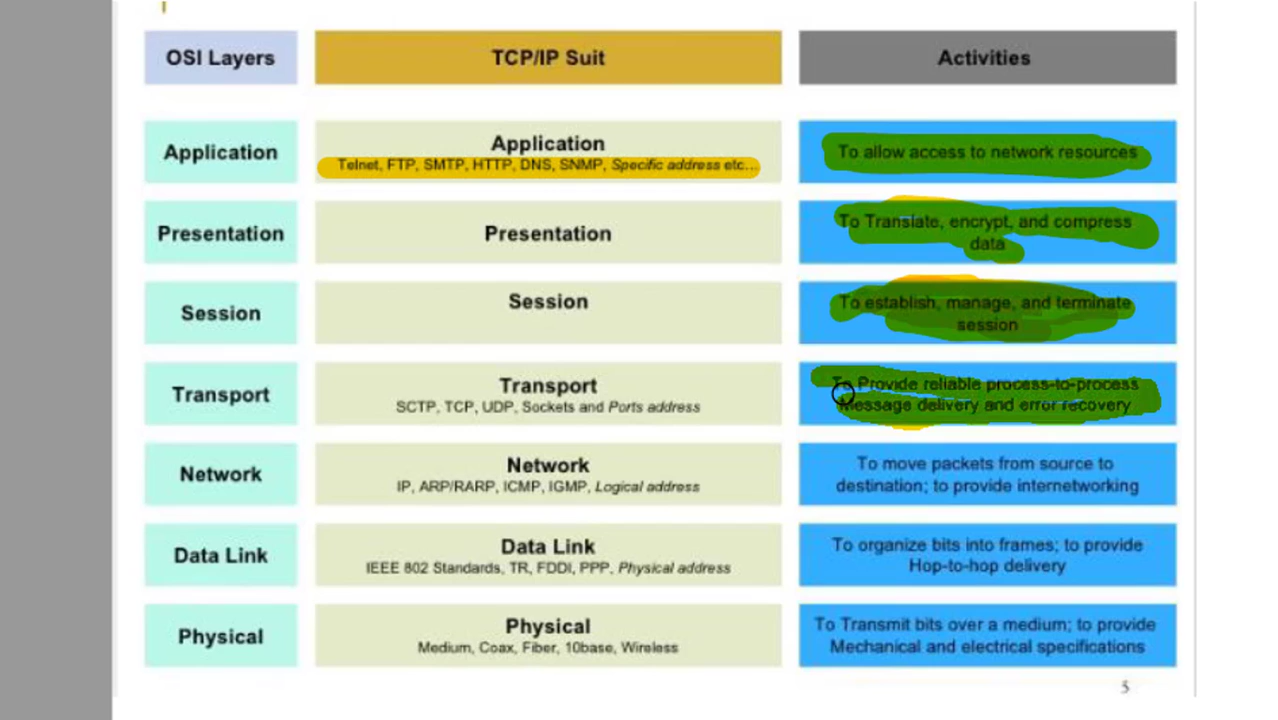 OSI Layers
TCP/IP Suit
Activities
Application
Application
Telnet, FTP, SMTP, HTTP, DNS, SNMP, Specific address etc...
To allow access to network resources
Presentation
Presentation
To Translate, encrypt, and compress
data
Session
Session
To establish, manage, and terminate
session
Transport
Transport
SCTP, TCP, UDP, Sockets and Ports address
To Provide reliable process-to-process
Message delivery and error recovery
Network
Network
IP, ARP/RARP, ICMP, IGMP, Logical address
To move packets from source to
destination; to provide internetworking
Data Link
Data Link
IEEE 802 Standards, TR, FDDI, PPP, Physical address
To organize bits into frames; to provide
Hop-to-hop delivery
Physical
Physical
Medium, Coax, Fiber, 10base, Wireless
To Transmit bits over a medium; to provide
Mechanical and electrical specifications
5